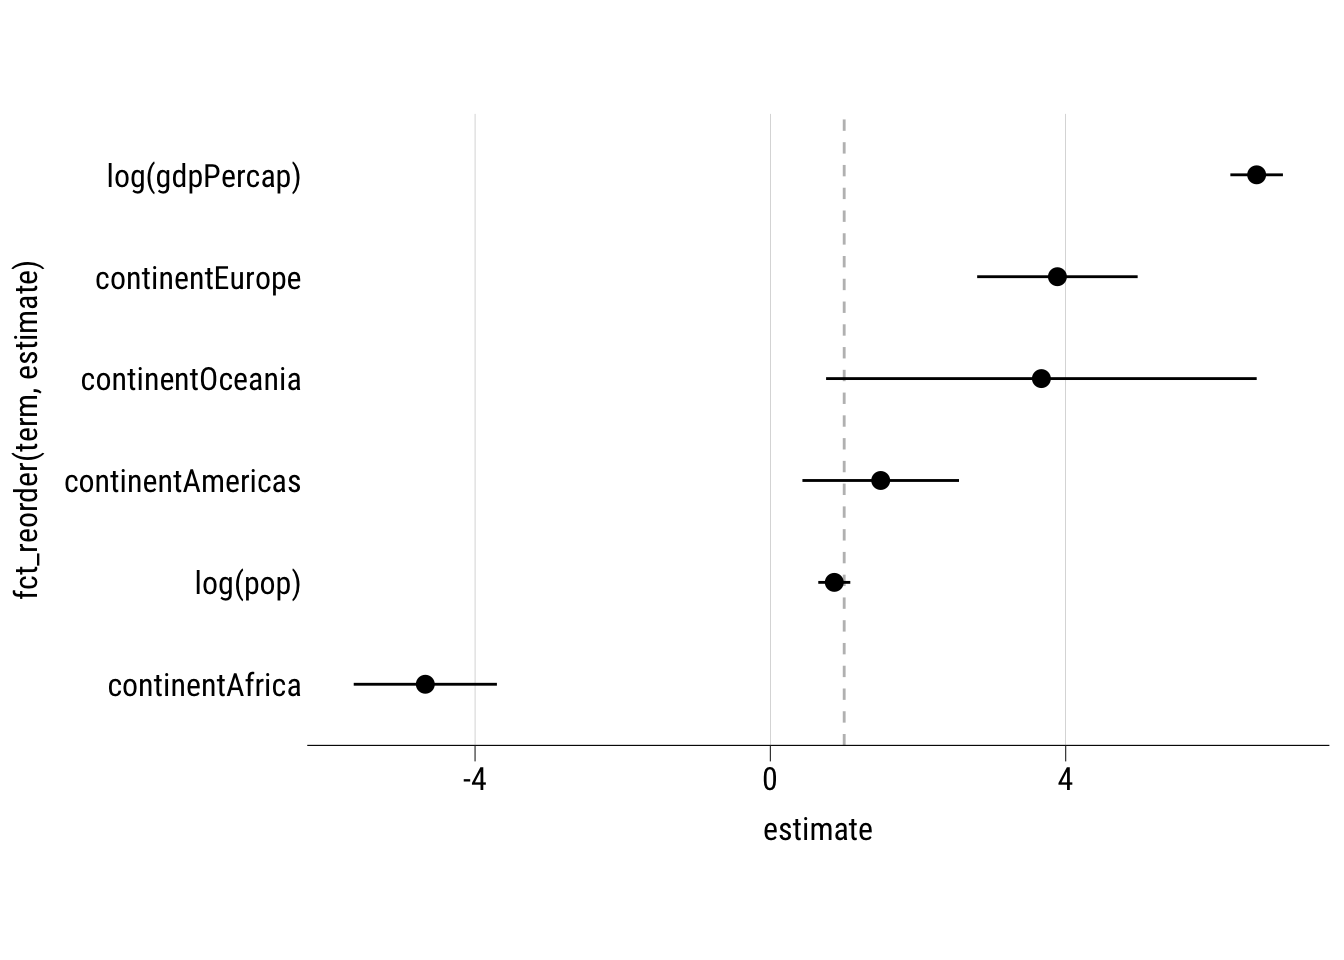 log(gdpPercap)
continentEurope
continentOceania
continentAmericas
log(pop)
continentAfrica
fct_reorder(term, estimate)
-4 0 4
estimate